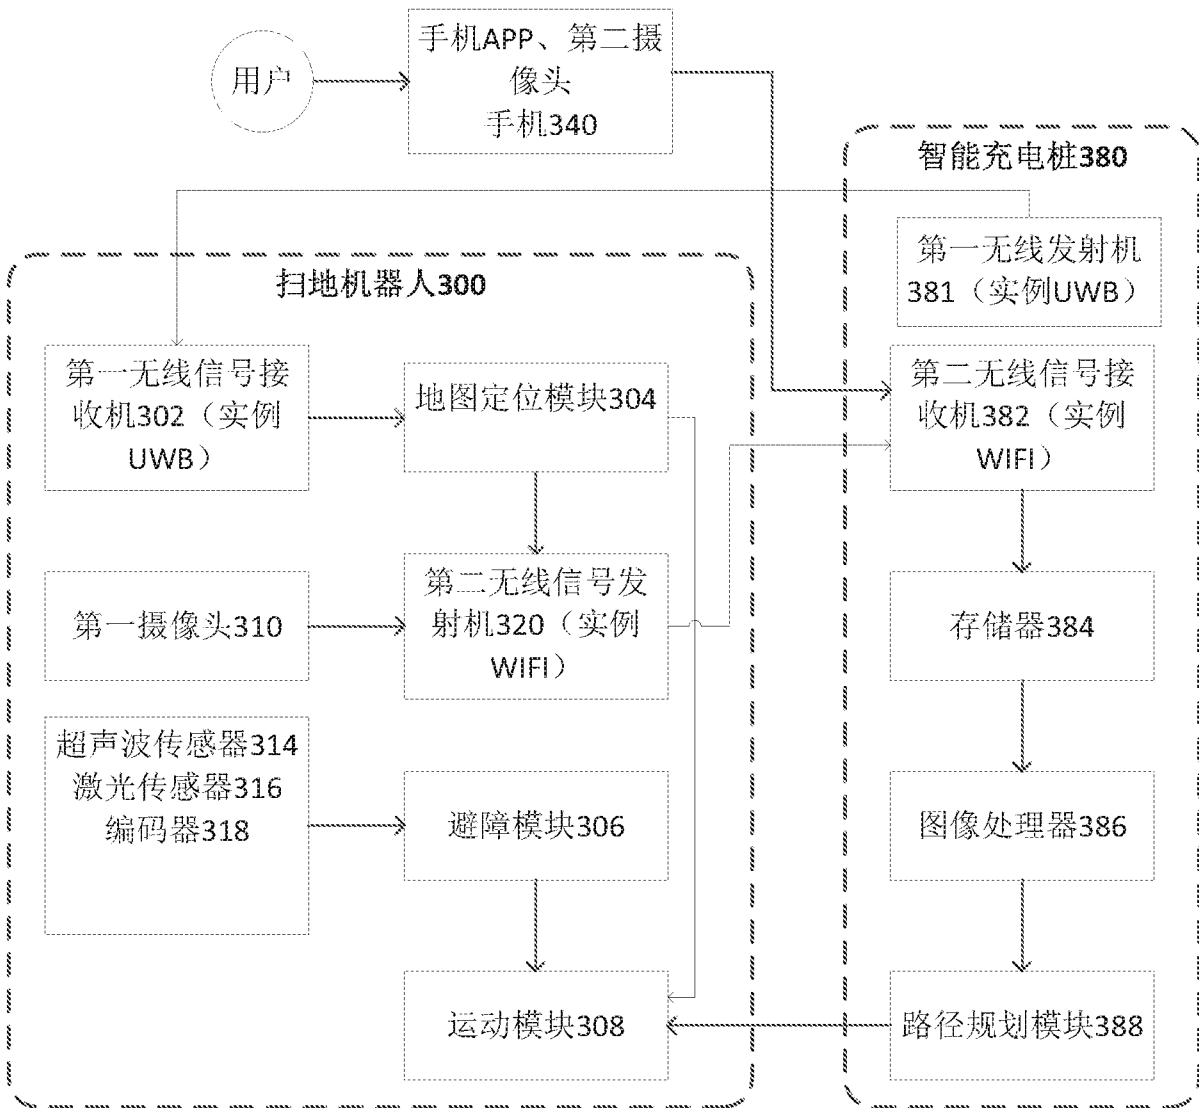 用户
手机APP、第二摄
像头
手机340
智能充电桩380
第一无线发射机
381（实例UWB）
扫地机器人300
第一无线信号接
收机302（实例
UWB）
地图定位模块304
第二无线信号接
收机382（实例
WIFI）
第一摄像头310
第二无线信号发
射机320（实例
WIFI）
存储器384
超声波传感器314
激光传感器316
编码器318
避障模块306
图像处理器386
运动模块308
路径规划模块388